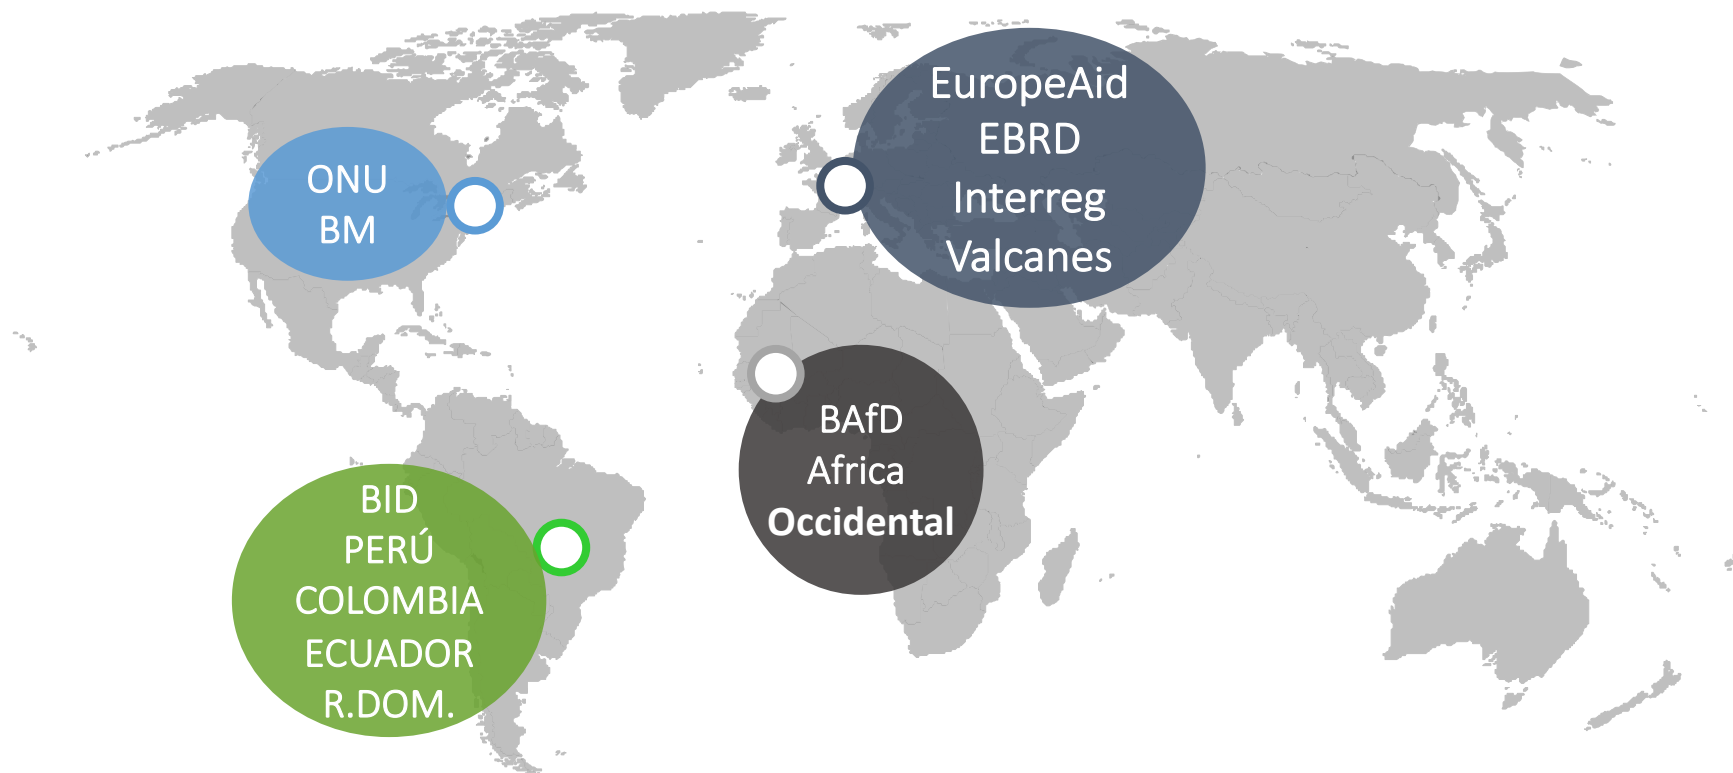 ONU
BM
EuropeAid
EBRD
Interreg
Valcanes
BAfD
Africa
Occidental
BID
PERÚ
COLOMBIA
ECUADOR
R.DOM.